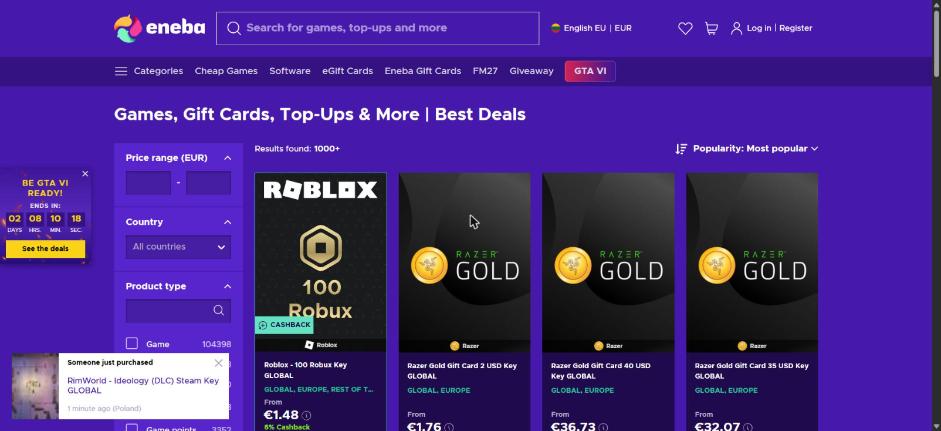 eneba
Search for games, top-ups and more
English EU | EUR
Log in | Register
Categories
Cheap Games
Software
eGift Cards
Eneba Gift Cards
FM27
Giveaway
GTA VI
Games, Gift Cards, Top-Ups & More | Best Deals
Price range (EUR)
-
Country
All countries
Product type
Game 104398
Game points 3352
Results found: 1000+
Popularity: Most popular
BE GTA VI
READY!
ENDS IN:
02 08 10 18
DAYS HRS. MIN. SEC.
See the deals
Someone just purchased
RimWorld - Ideology (DLC) Steam Key
GLOBAL
1 minute ago (Poland)
ROBLOX
100
Robux
CASHBACK
Roblox
Roblox - 100 Robux Key
GLOBAL
GLOBAL, EUROPE, REST OF T...
From
€1.48
6% Cashback
RAZER
GOLD
Razer
Razer Gold Gift Card 2 USD Key
GLOBAL
GLOBAL, EUROPE
From
€1.76
RAZER
GOLD
Razer
Razer Gold Gift Card 40 USD
Key GLOBAL
GLOBAL, EUROPE
From
€36.73
RAZER
GOLD
Razer
Razer Gold Gift Card 35 USD Key
GLOBAL
GLOBAL, EUROPE
From
€32.07